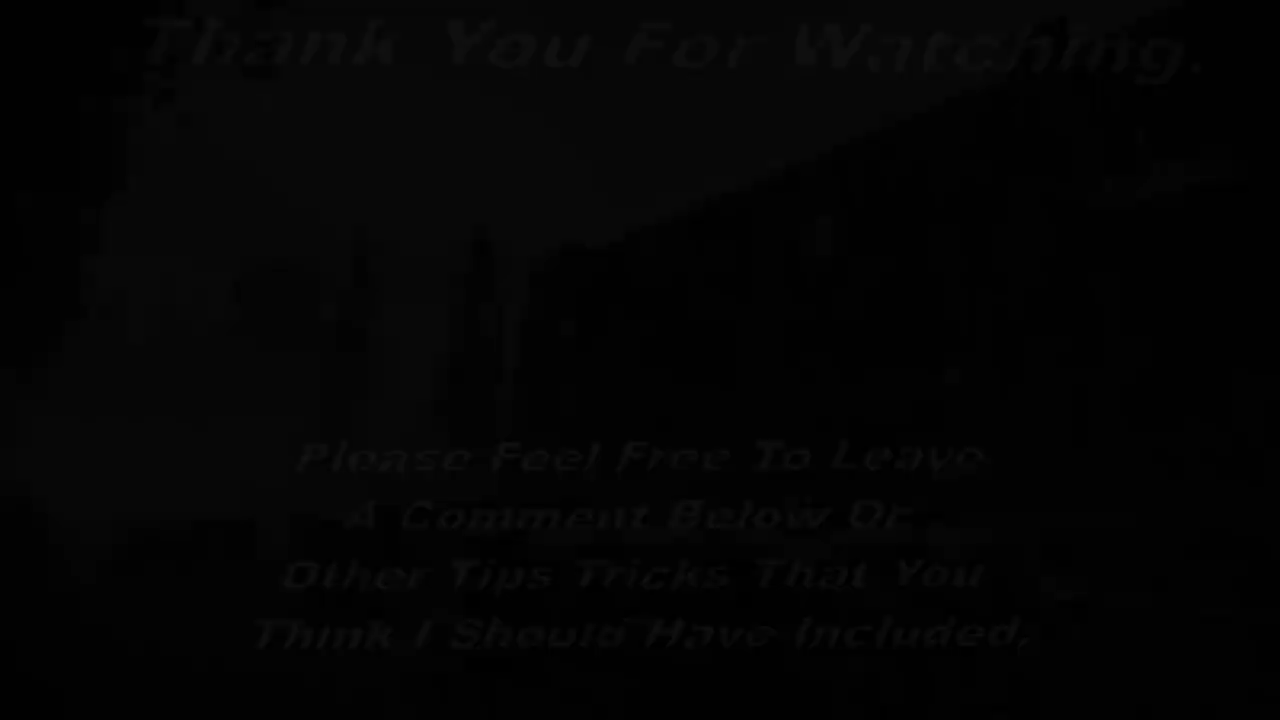 Thank You For Watching.
Please Feel Free To Leave
A Comment Below Or
Other Tips Tricks That You
Think I Should Have Included,